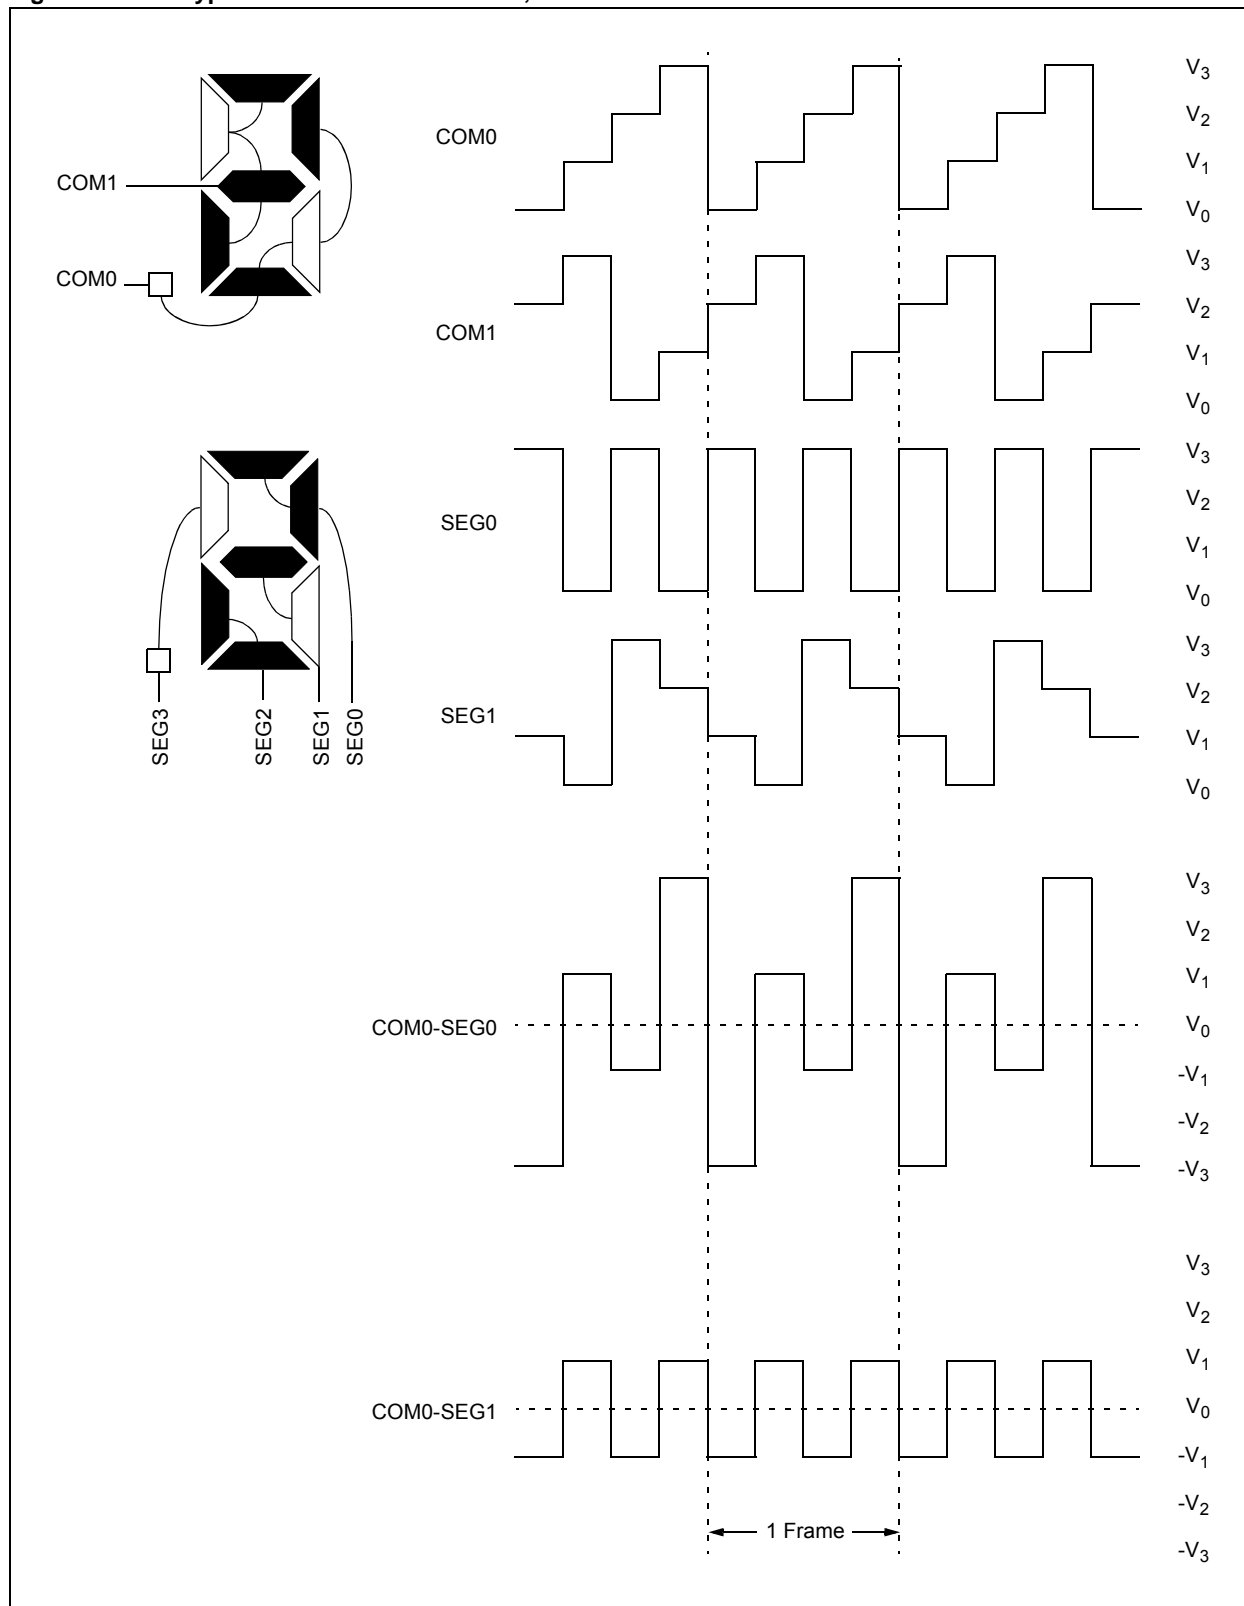 COM1
COM0
SEG3
SEG2
SEG1
SEG0
COM0
V3
V2
V1
V0
COM1
V3
V2
V1
V0
SEG0
V3
V2
V1
V0
SEG1
V3
V2
V1
V0
COM0-SEG0
V3
V2
V1
V0
-V1
-V2
-V3
COM0-SEG1
V3
V2
V1
V0
-V1
-V2
-V3
1 Frame